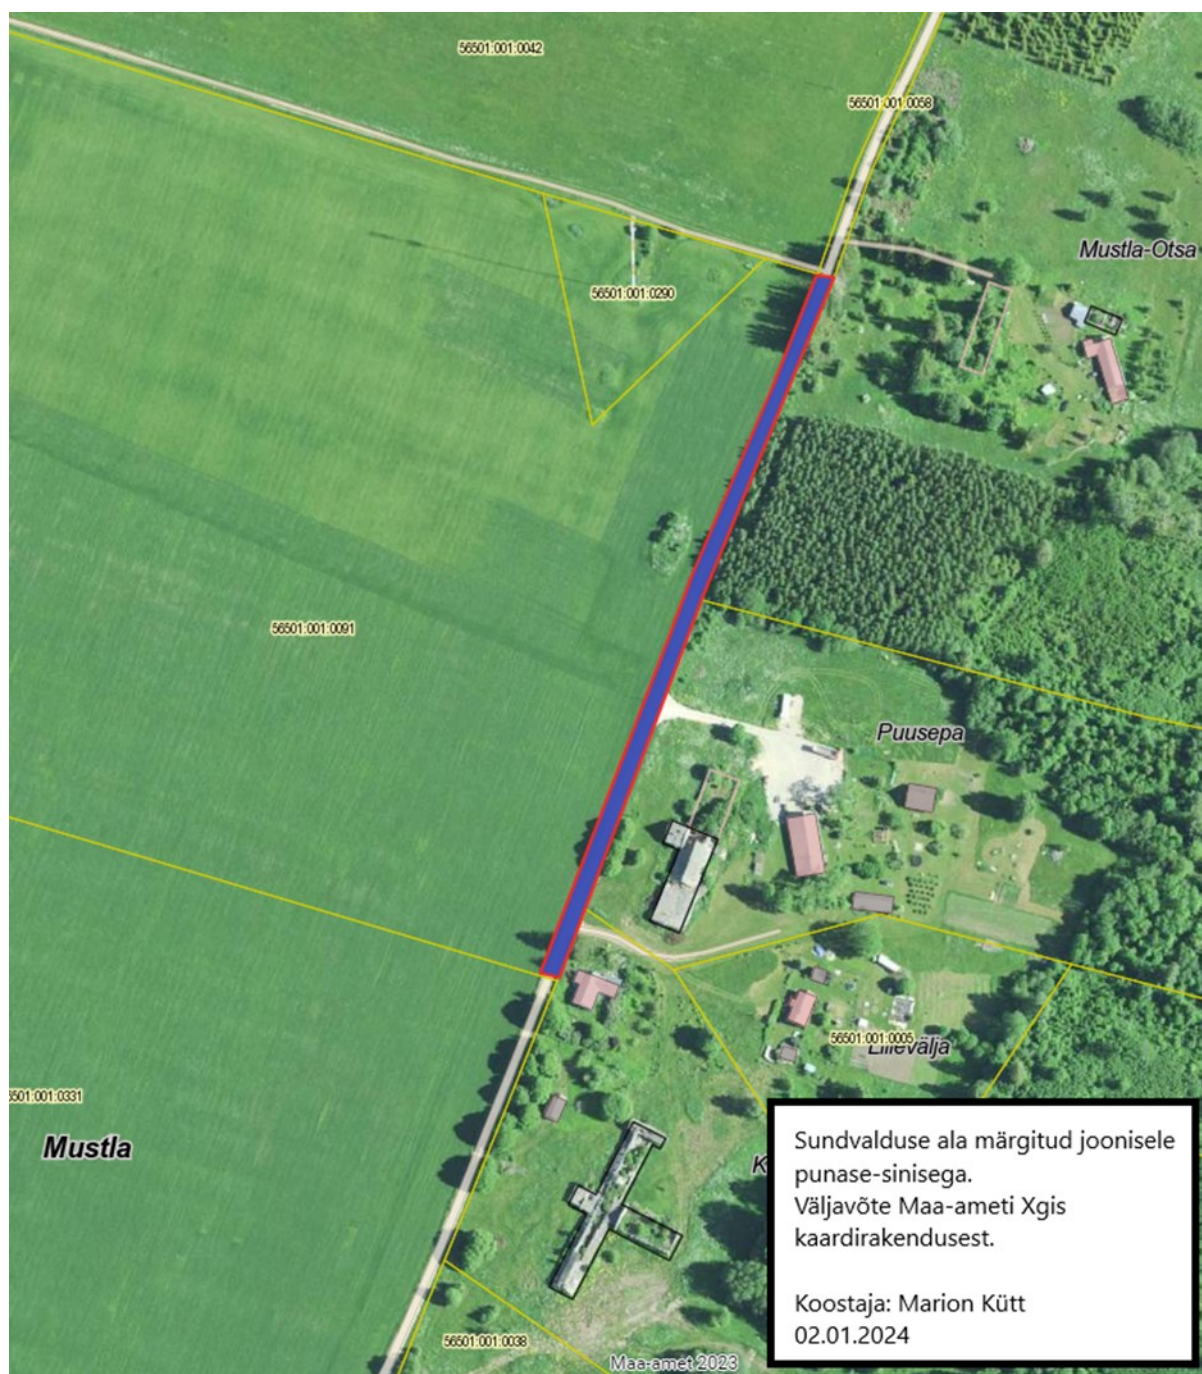 56501:001:0042
56501:001:0058
Mustla-Otsa
56501:001:0290
56501:001:0091
Puusepa
56501:001:0005
Lillevälja
501:001:0331
Mustla
K
Sundvalduse ala märgitud joonisele
punase-sinisega.
Väljavõte Maa-ameti Xgis
kaardirakendusest.
Koostaja: Marion Kütt
02.01.2024
56501:001:0038
Maa-amet 2023